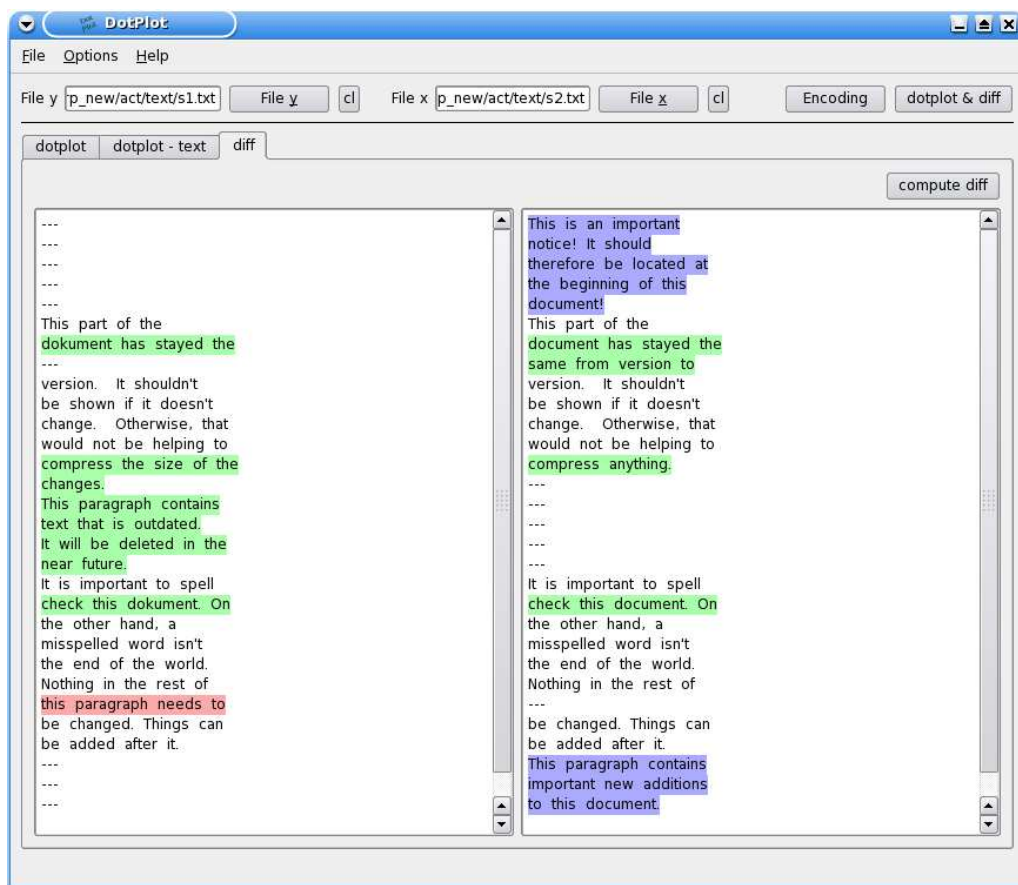 DotPlot
File Options Help
File y rp_new/act/text/s1.txt File y cl File x p_new/act/text/s2.txt File x cl Encoding dotplot & diff
dotplot dotplot - text diff
compute diff
---
---
---
---
---
This part of the
dokument has stayed the
---
version. It shouldn't
be shown if it doesn't
change. Otherwise, that
would not be helping to
compress the size of the
changes.
This paragraph contains
text that is outdated.
It will be deleted in the
near future.
It is important to spell
check this dokument. On
the other hand, a
misspelled word isn't
the end of the world.
Nothing in the rest of
this paragraph needs to
be changed. Things can
be added after it.
---
---
---
This is an important
notice! It should
therefore be located at
the beginning of this
document!
This part of the
document has stayed the
same from version to
version. It shouldn't
be shown if it doesn't
change. Otherwise, that
would not be helping to
compress anything.
---
---
---
---
---
It is important to spell
check this document. On
the other hand, a
misspelled word isn't
the end of the world.
Nothing in the rest of
---
be changed. Things can
be added after it.
This paragraph contains
important new additions
to this document.